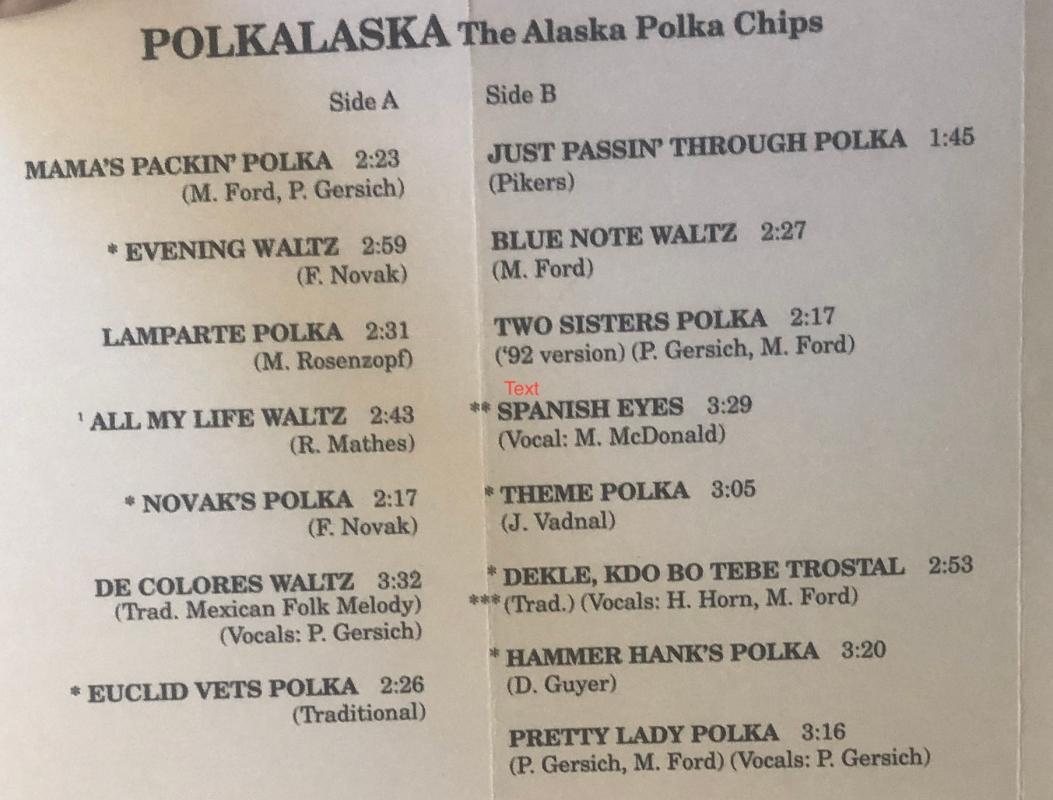 POLKALASKA The Alaska Polka Chips
Side A
MAMA'S PACKIN' POLKA 2:23
(M. Ford, P. Gersich)
* EVENING WALTZ 2:59
(F. Novak)
LAMPARTE POLKA 2:31
(M. Rosenzopf)
¹ ALL MY LIFE WALTZ 2:43
(R. Mathes)
* NOVAK'S POLKA 2:17
(F. Novak)
DE COLORES WALTZ 3:32
(Trad. Mexican Folk Melody)
(Vocals: P. Gersich)
* EUCLID VETS POLKA 2:26
(Traditional)
Side B
JUST PASSIN' THROUGH POLKA 1:45
(Pikers)
BLUE NOTE WALTZ 2:27
(M. Ford)
TWO SISTERS POLKA 2:17
('92 version) (P. Gersich, M. Ford)
Text
** SPANISH EYES 3:29
(Vocal: M. McDonald)
* THEME POLKA 3:05
(J. Vadnal)
* DEKLE, KDO BO TEBE TROSTAL 2:53
*** (Trad.) (Vocals: H. Horn, M. Ford)
* HAMMER HANK'S POLKA 3:20
(D. Guyer)
PRETTY LADY POLKA 3:16
(P. Gersich, M. Ford) (Vocals: P. Gersich)